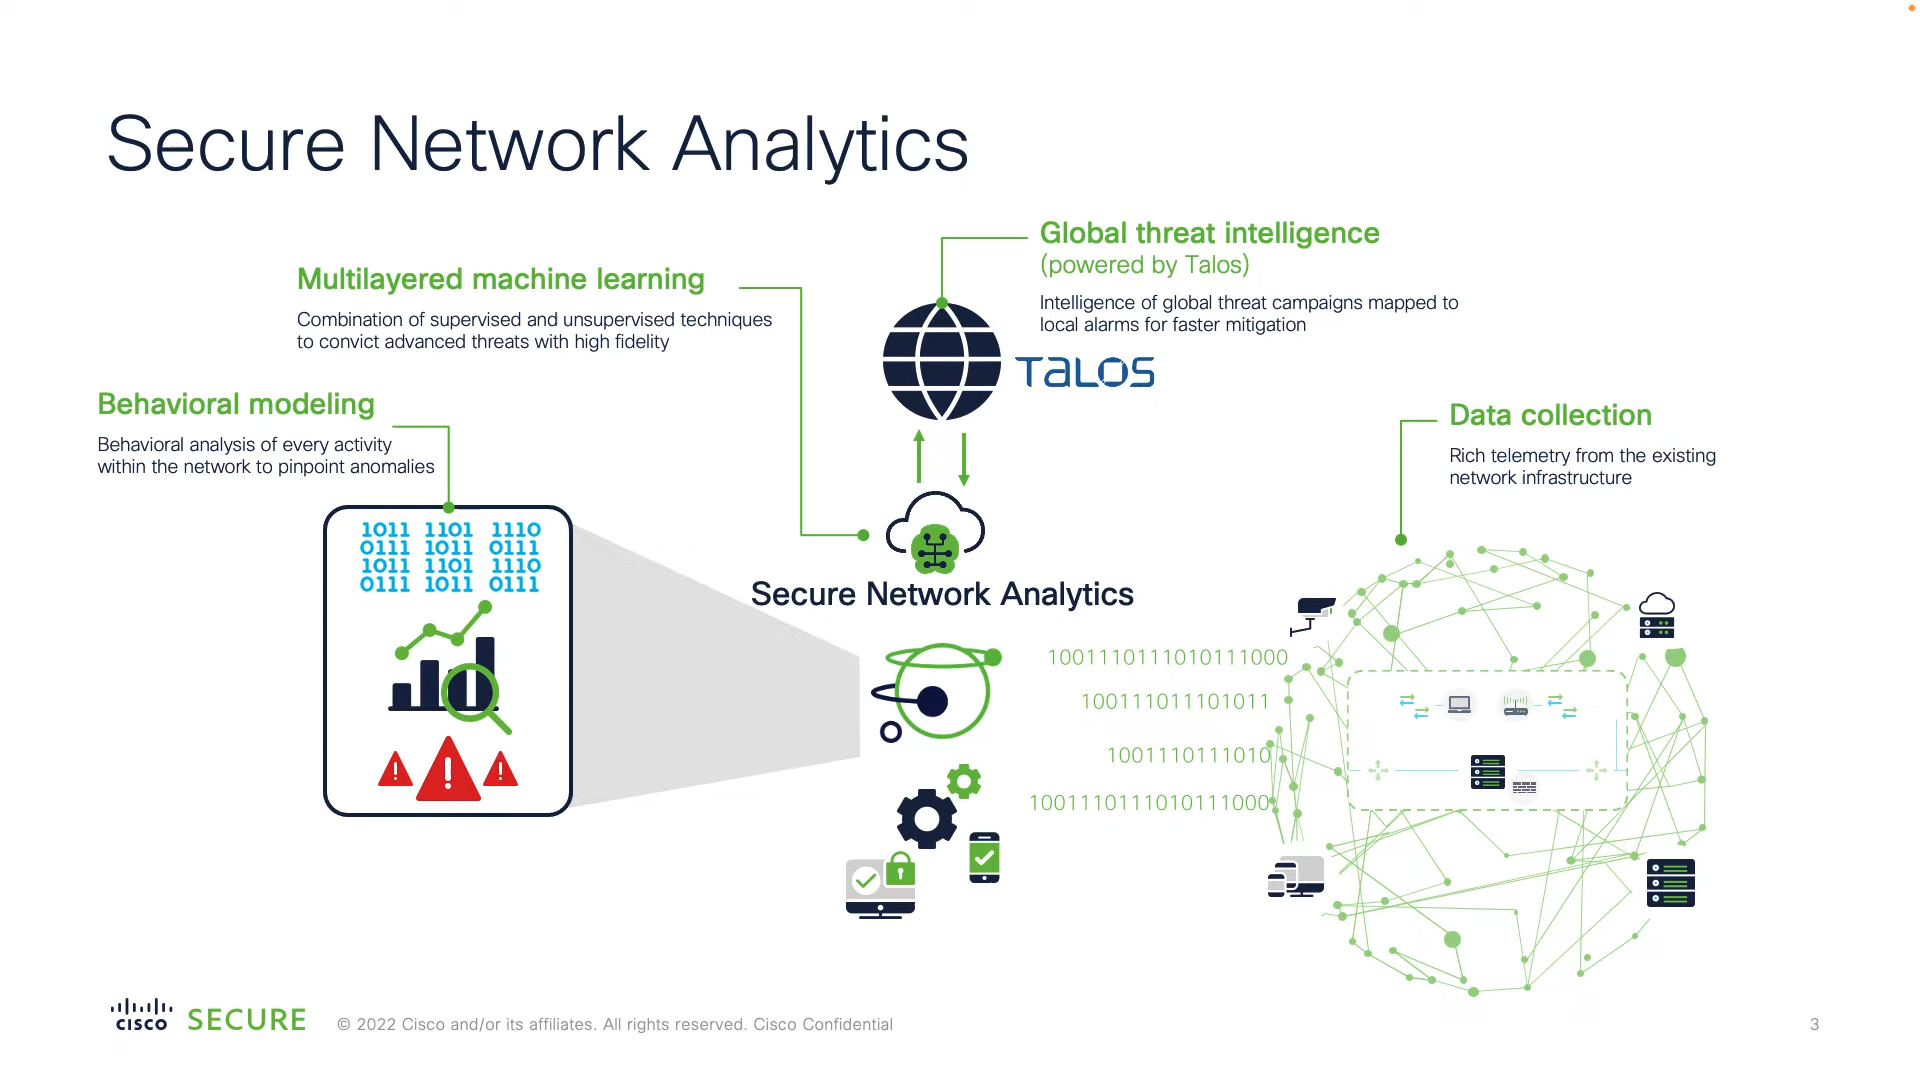 Secure Network Analytics
Global threat intelligence
(powered by Talos)
Intelligence of global threat campaigns mapped to
local alarms for faster mitigation
TALOS
Multilayered machine learning
Combination of supervised and unsupervised techniques
to convict advanced threats with high fidelity
Behavioral modeling
Behavioral analysis of every activity
within the network to pinpoint anomalies
Data collection
Rich telemetry from the existing
network infrastructure
1011 1101 1110
0111 1011 0111
1011 1101 1110
0111 1011 0111
Secure Network Analytics
10011101110101111000
100111011101011
1001110111010
10011101110101111000
CISCO SECURE
© 2022 Cisco and/or its affiliates. All rights reserved. Cisco Confidential
3